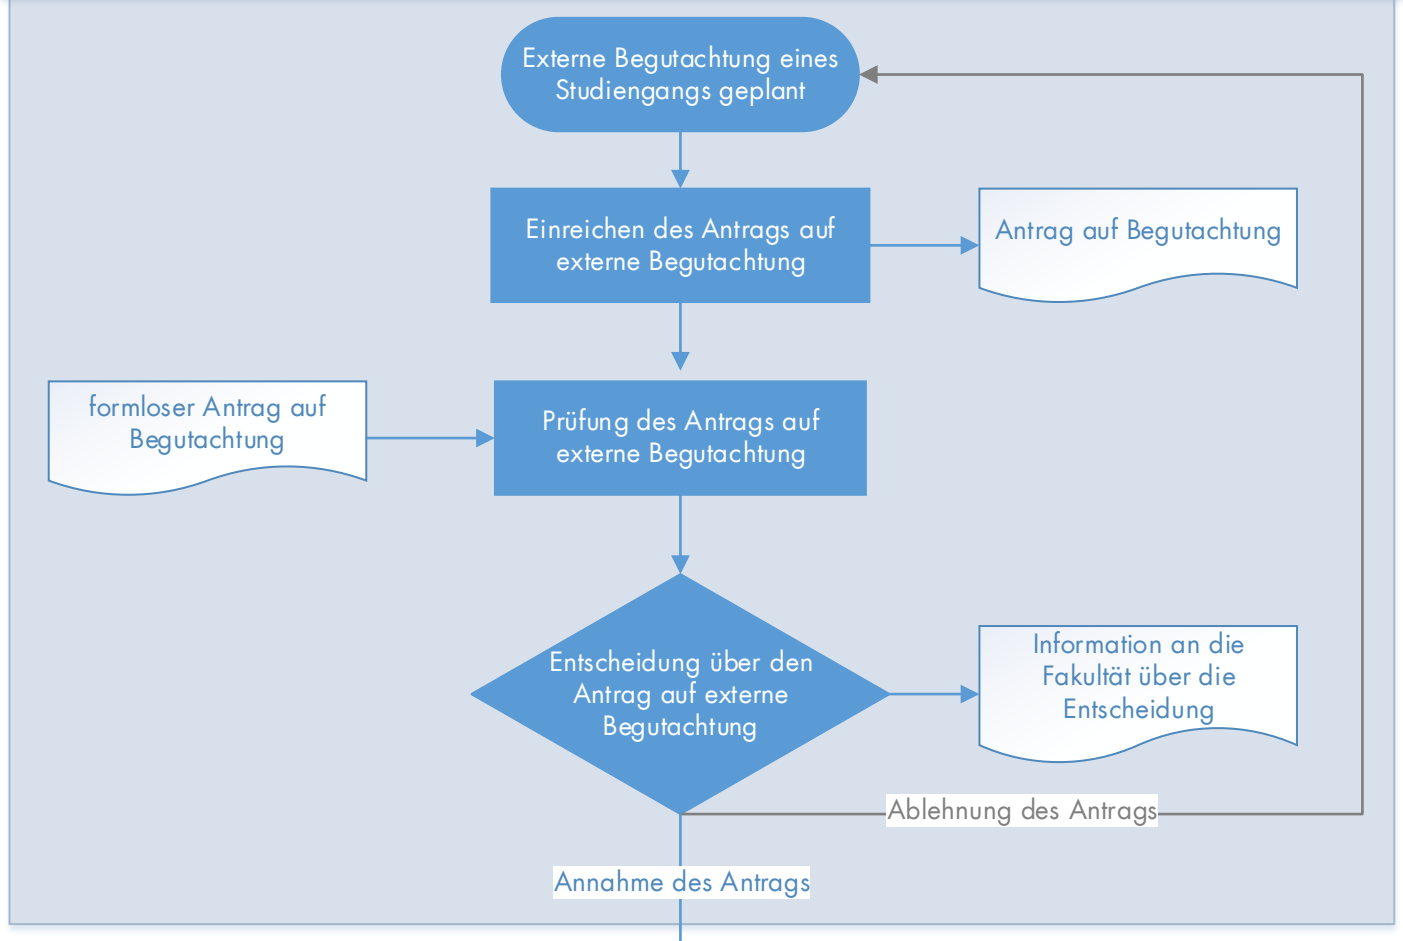 Externe Begutachtung eines
Studiengangs geplant
Einreichen des Antrags auf
externe Begutachtung
Antrag auf Begutachtung
formloser Antrag auf
Begutachtung
Prüfung des Antrags auf
externe Begutachtung
Entscheidung über den
Antrag auf externe
Begutachtung
Information an die
Fakultät über die
Entscheidung
Ablehnung des Antrags
Annahme des Antrags